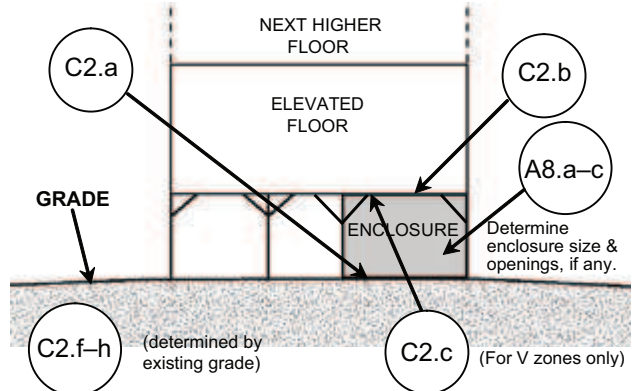 NEXT HIGHER
FLOOR
C2.a
C2.b
ELEVATED
FLOOR
A8.a–c
GRADE
ENCLOSURE
Determine
enclosure size &
openings, if any.
C2.f–h
(determined by
existing grade)
C2.c
(For V zones only)